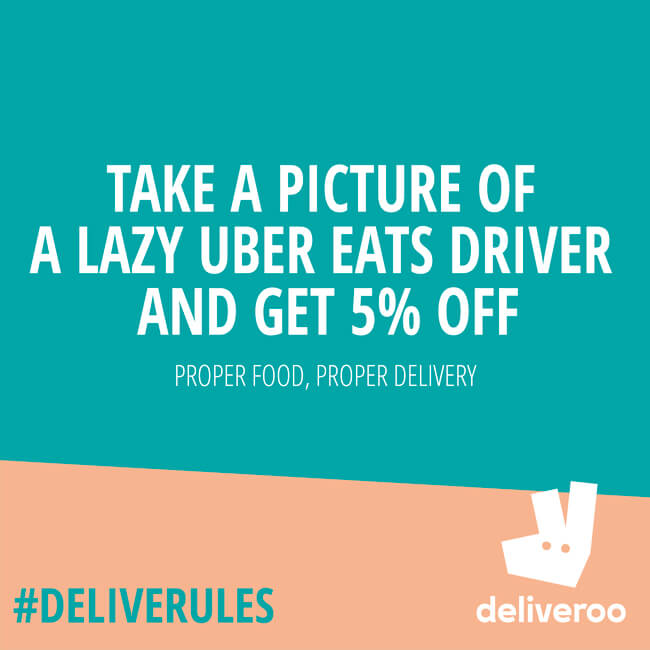 TAKE A PICTURE OF
A LAZY UBER EATS DRIVER
AND GET 5% OFF
PROPER FOOD, PROPER DELIVERY
#DELIVERULES
deliveroo